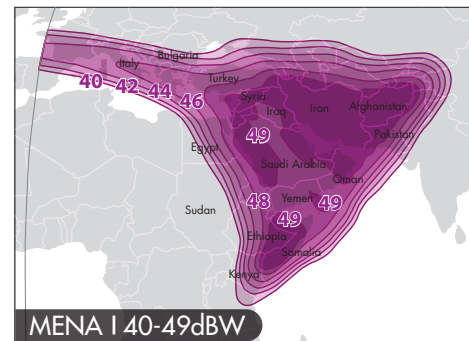 Bulgaria
Italy
Turkey
40
42
44
46
Syria
Iraq
Iran
Afghanistan
49
Egypt
Pakistan
Saudi Arabia
Oman
48
Yemen
49
Sudan
49
Ethiopia
Somalia
Kenya
MENA I 40-49dBW